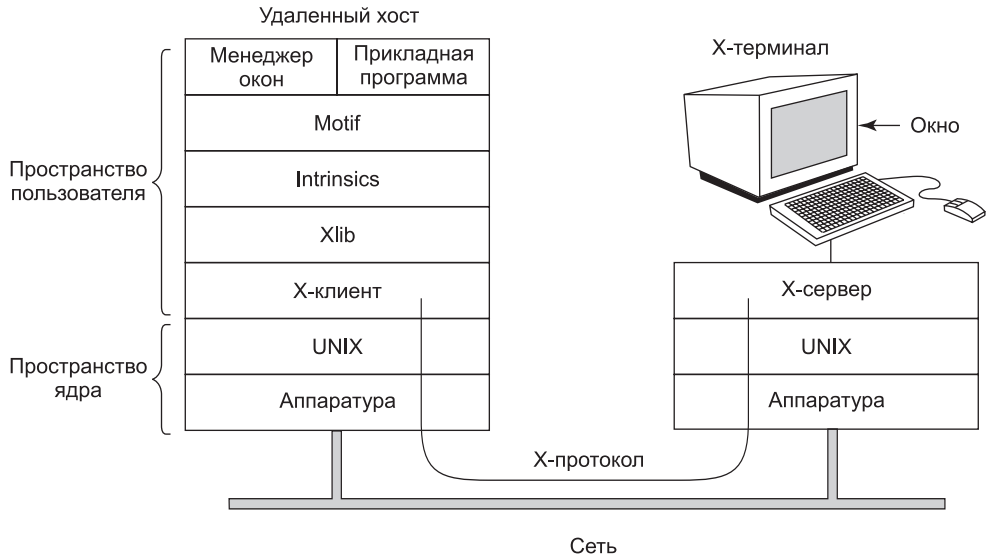 Удаленный хост
Менеджер
окон
Прикладная
программа
Motif
Intrinsics
Xlib
X-клиент
UNIX
Аппаратура
Пространство
пользователя
Пространство
ядра
X-терминал
Окно
X-сервер
UNIX
Аппаратура
X-протокол
Сеть